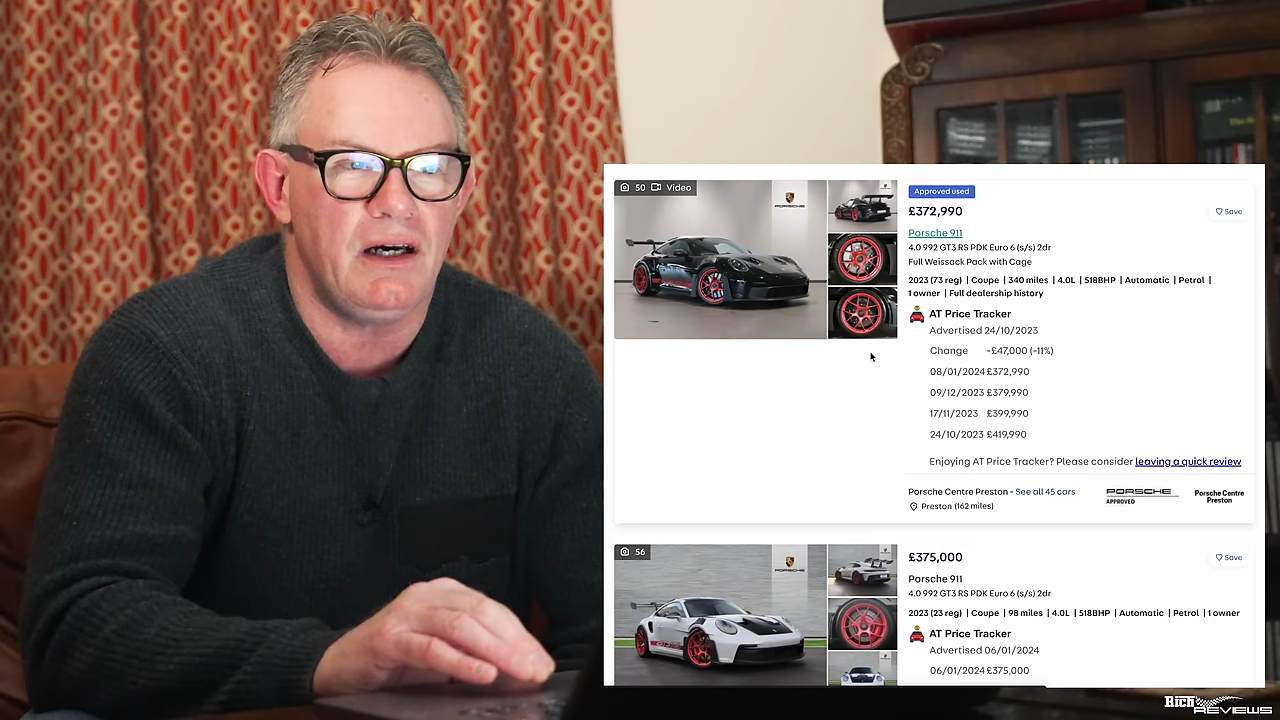 50 Video
PORSCHE
Approved used
£372,990
Save
Porsche 911
4.0 992 GT3 RS PDK Euro 6 (s/s) 2dr
Full Weissack Pack with Cage
2023 (73 reg) | Coupe | 340 miles | 4.0L | 518BHP | Automatic | Petrol |
1 owner | Full dealership history
AT Price Tracker
Advertised 24/10/2023
Change -£47,000 (-11%)
08/01/2024 £372,990
09/12/2023 £379,990
17/11/2023 £399,990
24/10/2023 £419,990
Enjoying AT Price Tracker? Please consider leaving a quick review
Porsche Centre Preston - See all 45 cars
Preston (162 miles)
PORSCHE
APPROVED
Porsche Centre
Preston
56
PORSCHE
£375,000
Save
Porsche 911
4.0 992 GT3 RS PDK Euro 6 (s/s) 2dr
2023 (23 reg) | Coupe | 98 miles | 4.0L | 518BHP | Automatic | Petrol | 1 owner
AT Price Tracker
Advertised 06/01/2024
06/01/2024 £375,000
Rich
REVIEWS